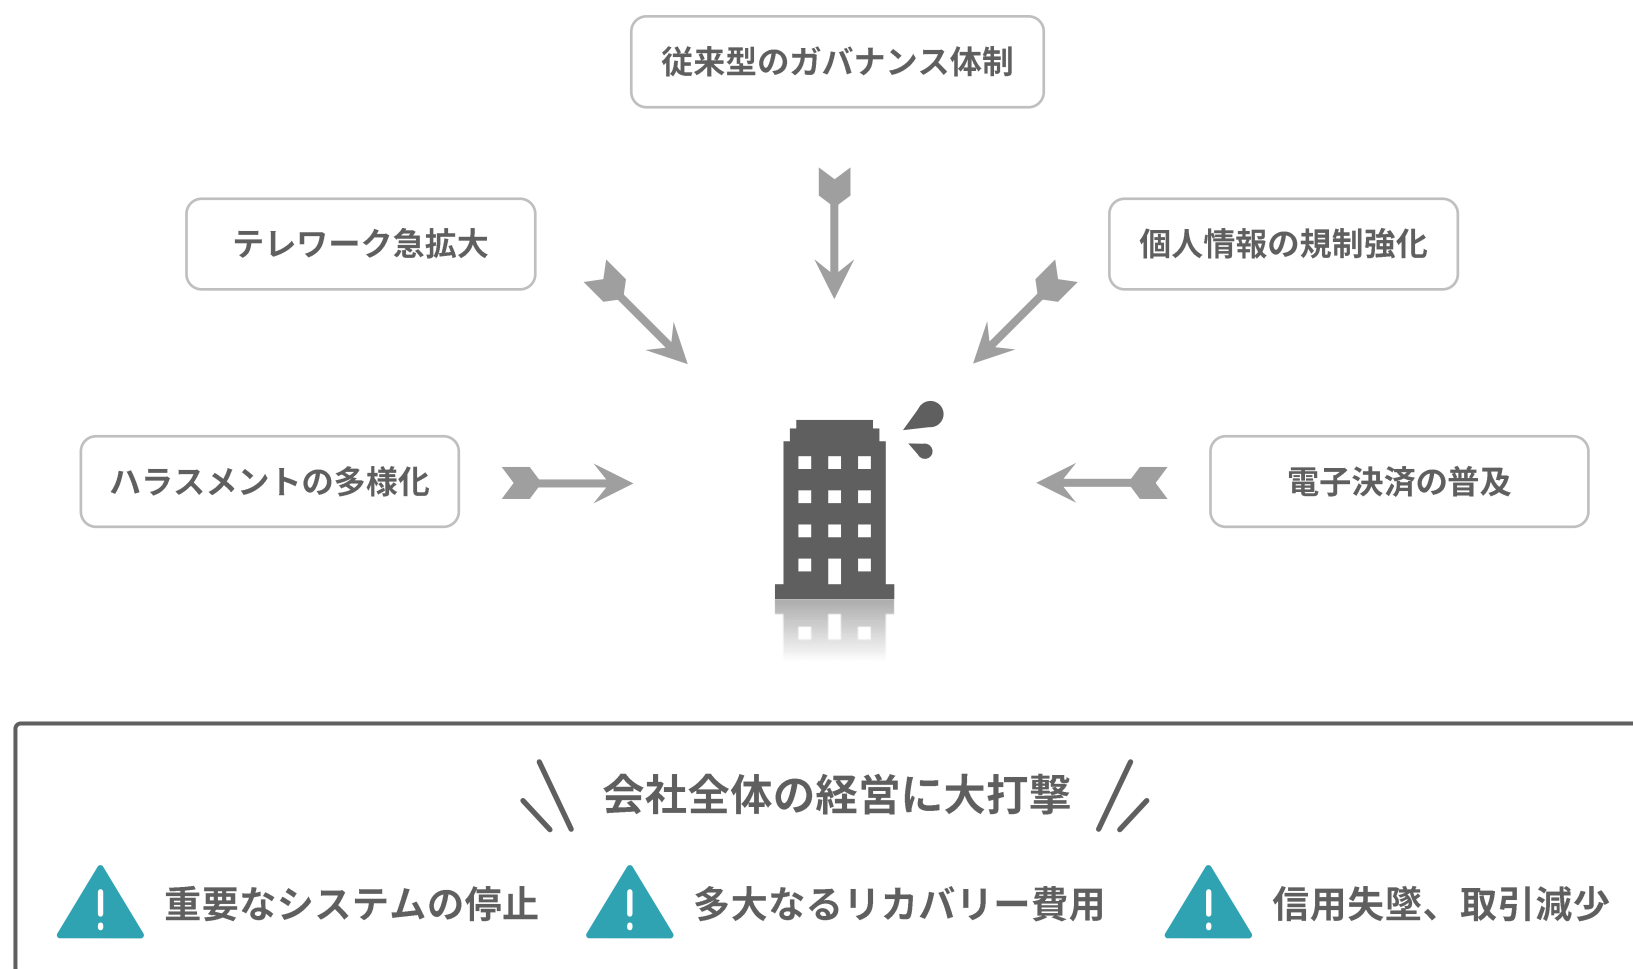 従来型のガバナンス体制
テレワーク急拡大
個人情報の規制強化
ハラスメントの多様化
電子決済の普及
会社全体の経営に大打撃
重要なシステムの停止
多大なるリカバリー費用
信用失墜、取引減少